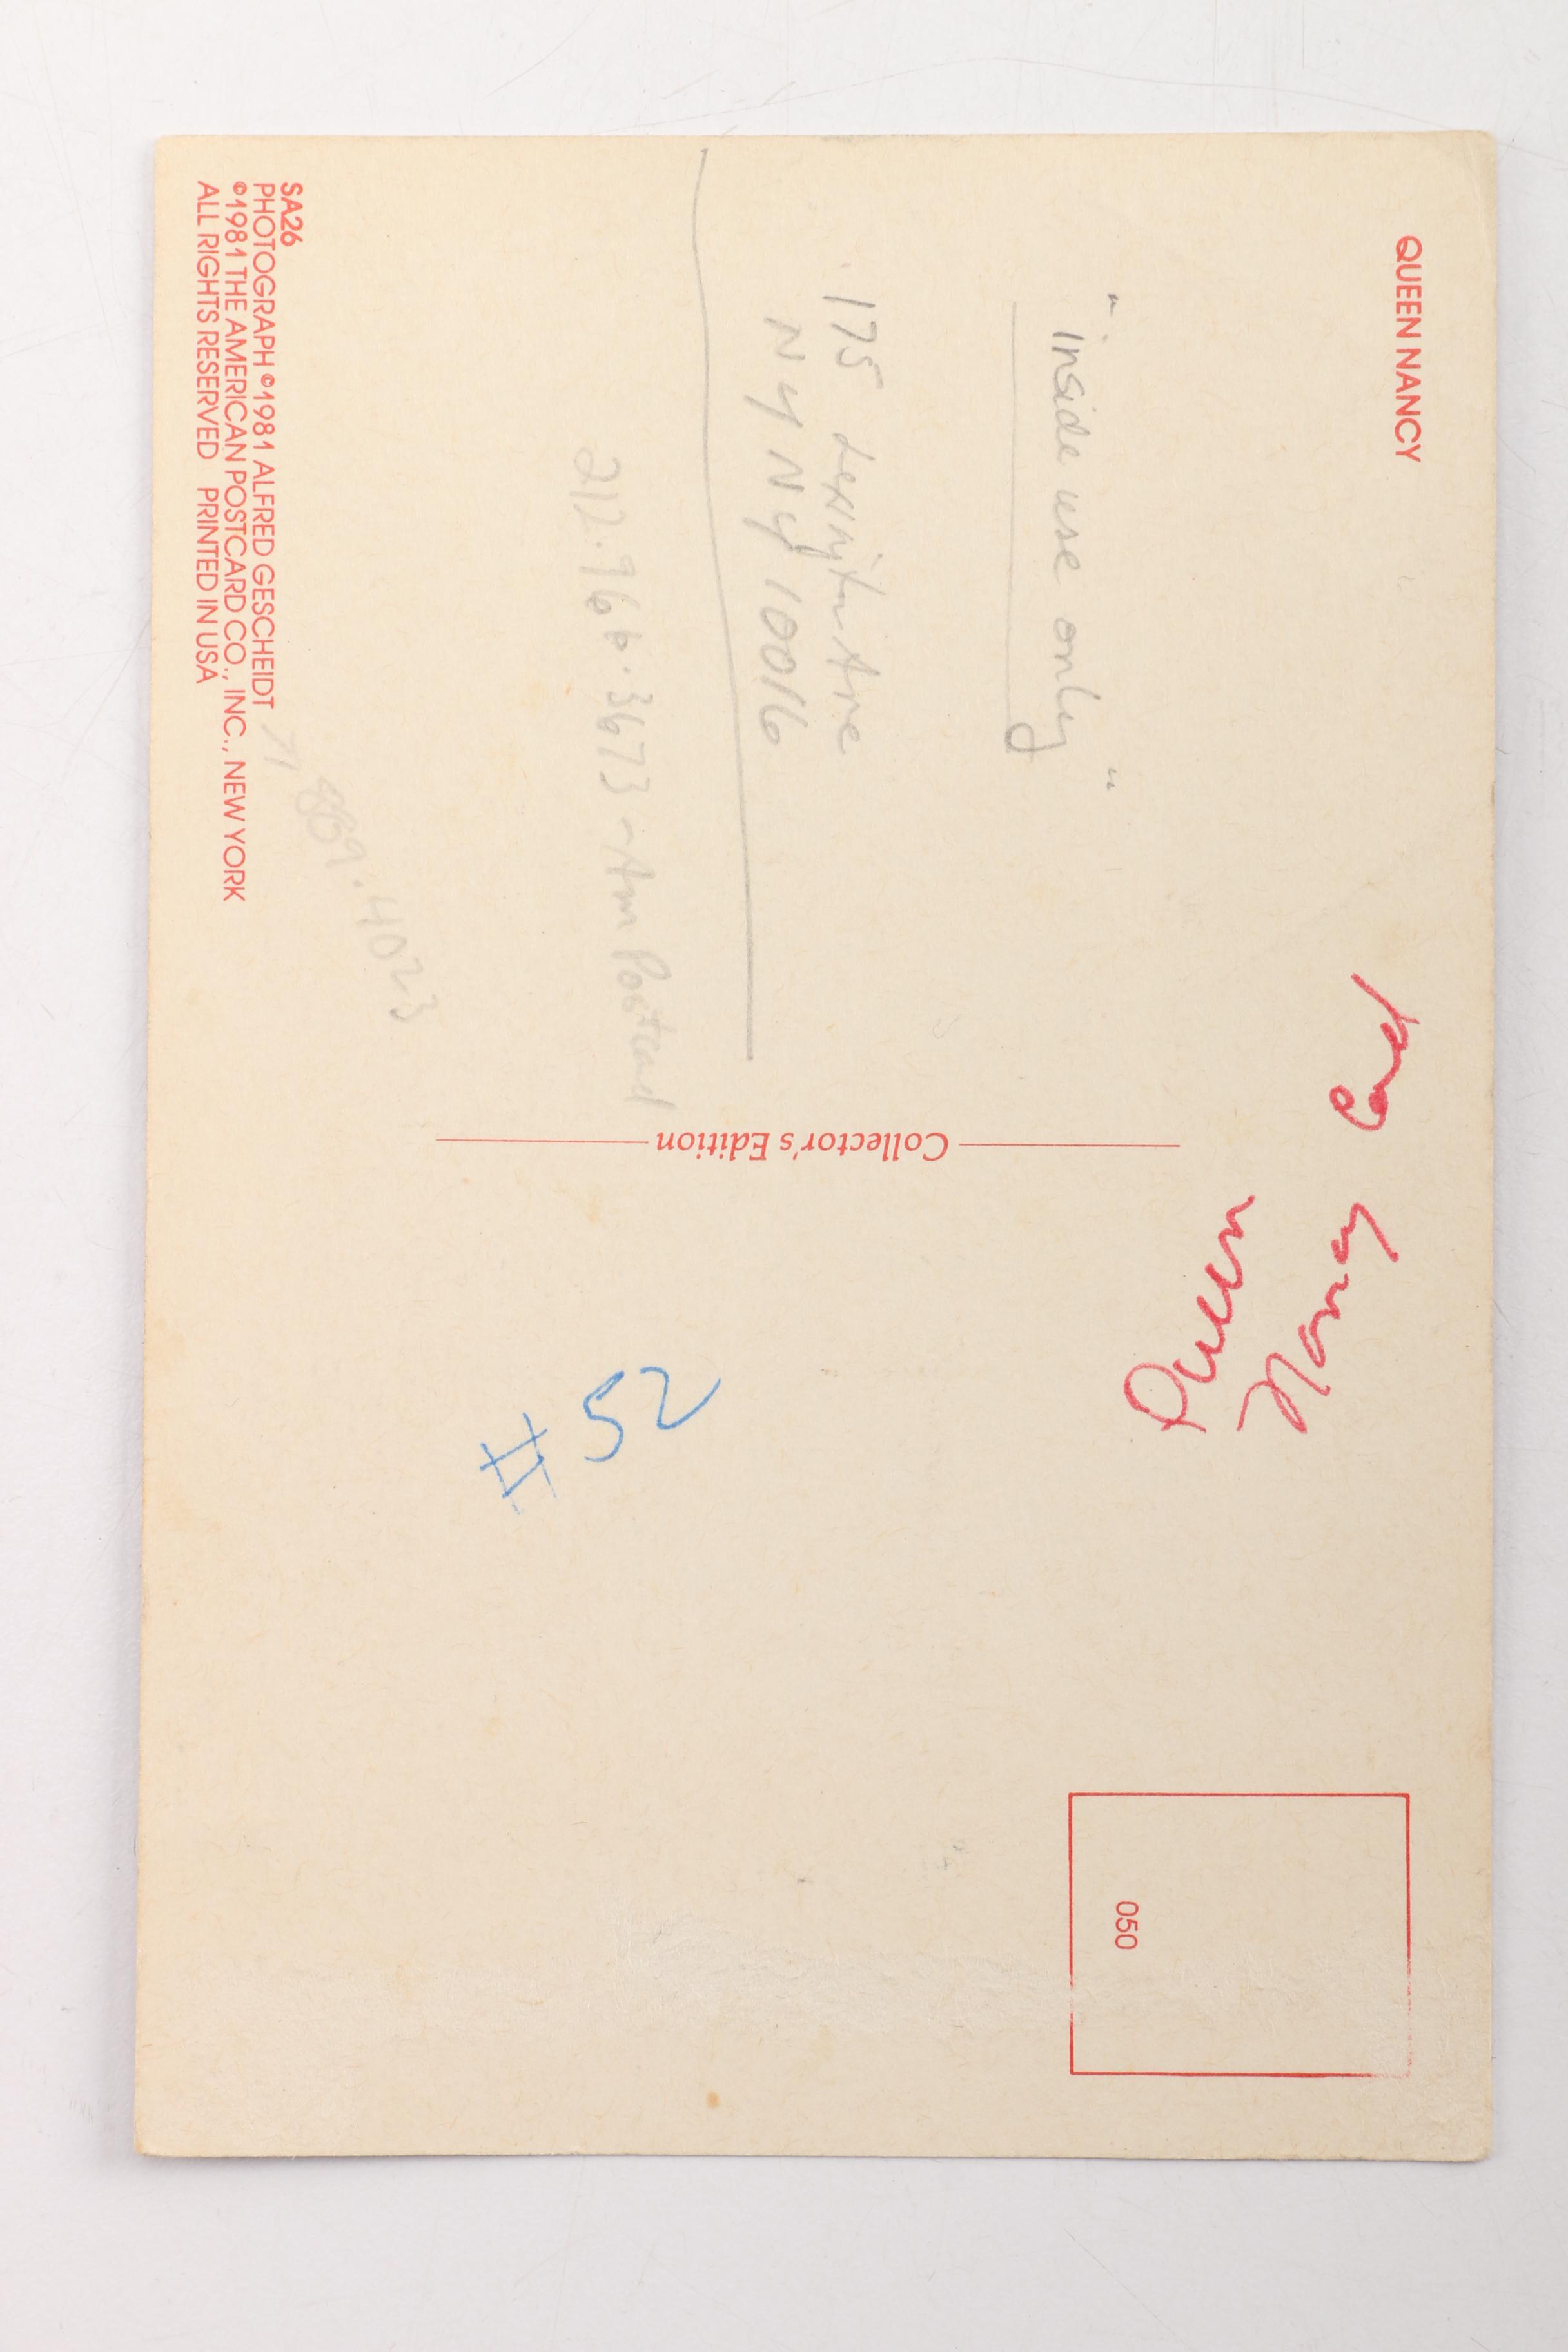 QUEEN NANCY
" inside use only "
175 Lexington Ave
NY NY 10016
212.966.3673 - Am Postcard
889.4023
SA26
PHOTOGRAPH ©1981 ALFRED GESCHEIDT
©1981 THE AMERICAN POSTCARD CO., INC., NEW YORK
ALL RIGHTS RESERVED PRINTED IN USA
Collector's Edition
Queen
Nancy
#52
050